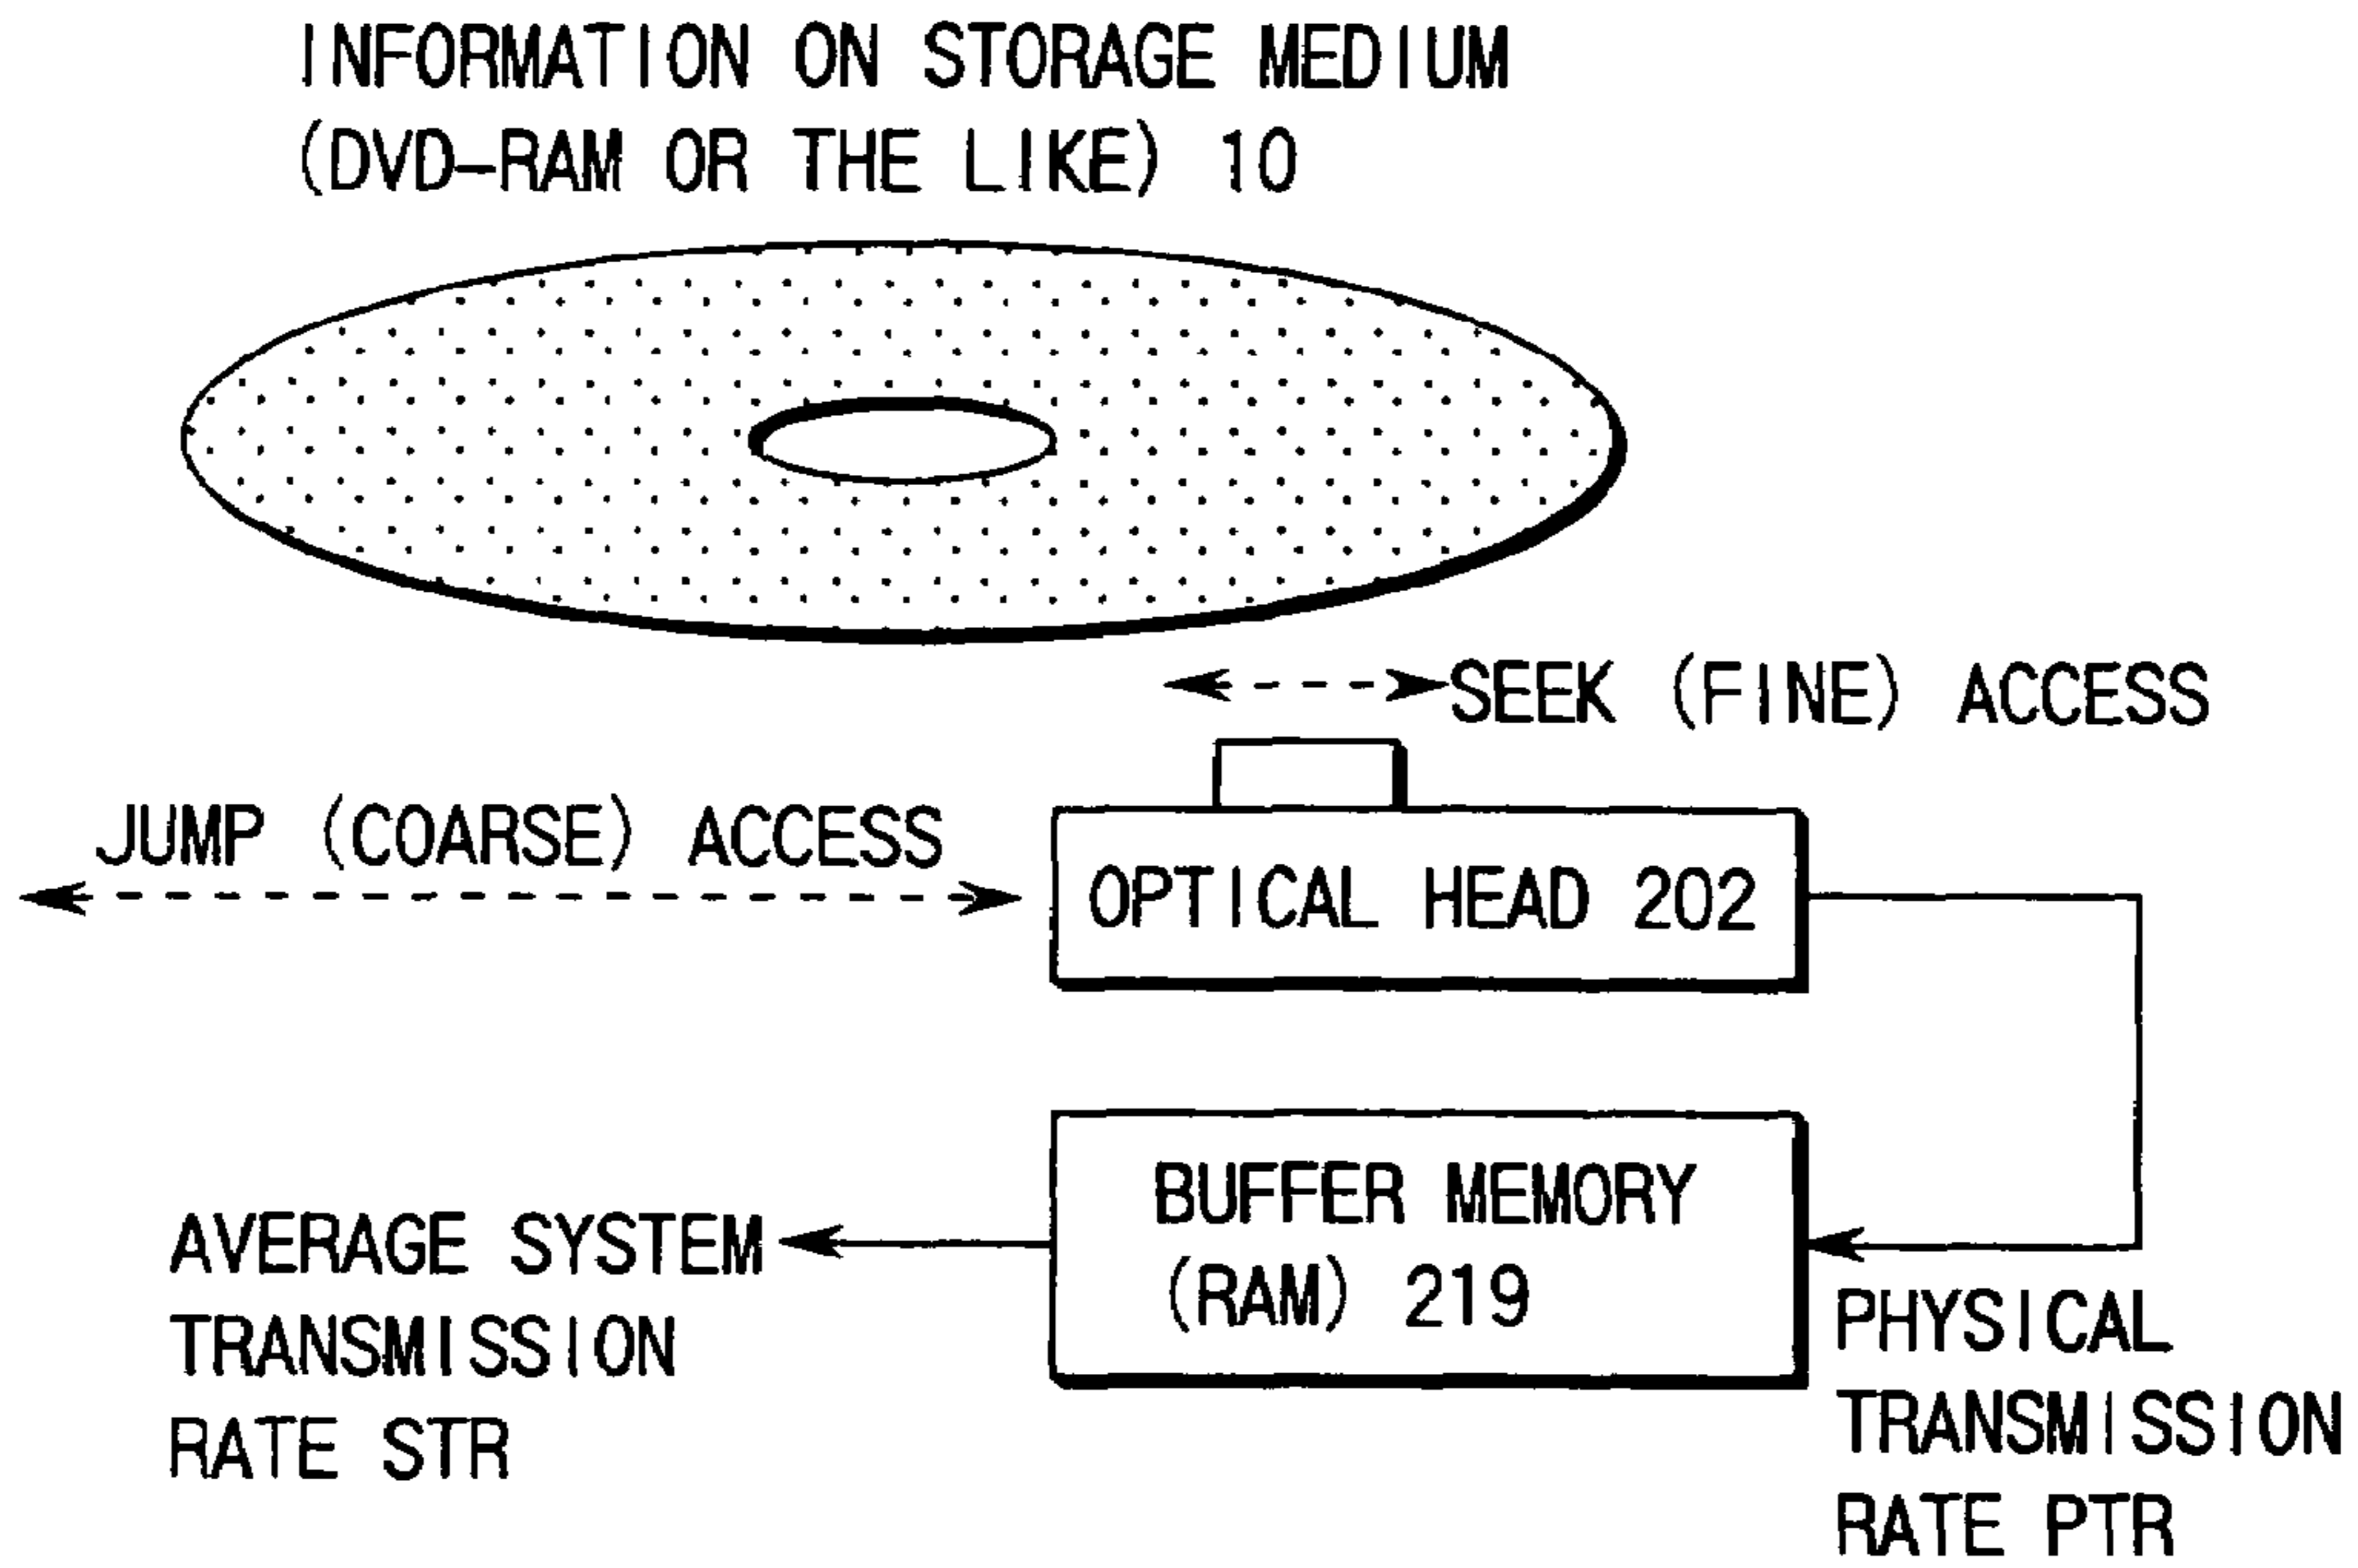 INFORMATION ON STORAGE MEDIUM
(DVD-RAM OR THE LIKE) 10
SEEK (FINE) ACCESS
JUMP (COARSE) ACCESS
OPTICAL HEAD 202
BUFFER MEMORY
(RAM) 219
AVERAGE SYSTEM
TRANSMISSION
RATE STR
PHYSICAL
TRANSMISSION
RATE PTR